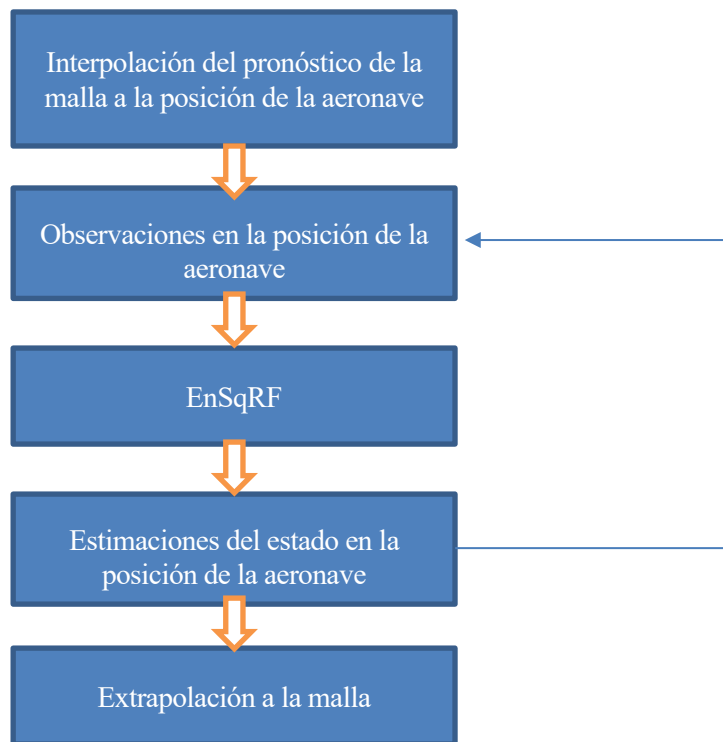 Interpolación del pronóstico de la
malla a la posición de la aeronave
Observaciones en la posición de la
aeronave
EnSqRF
Estimaciones del estado en la
posición de la aeronave
Extrapolación a la malla